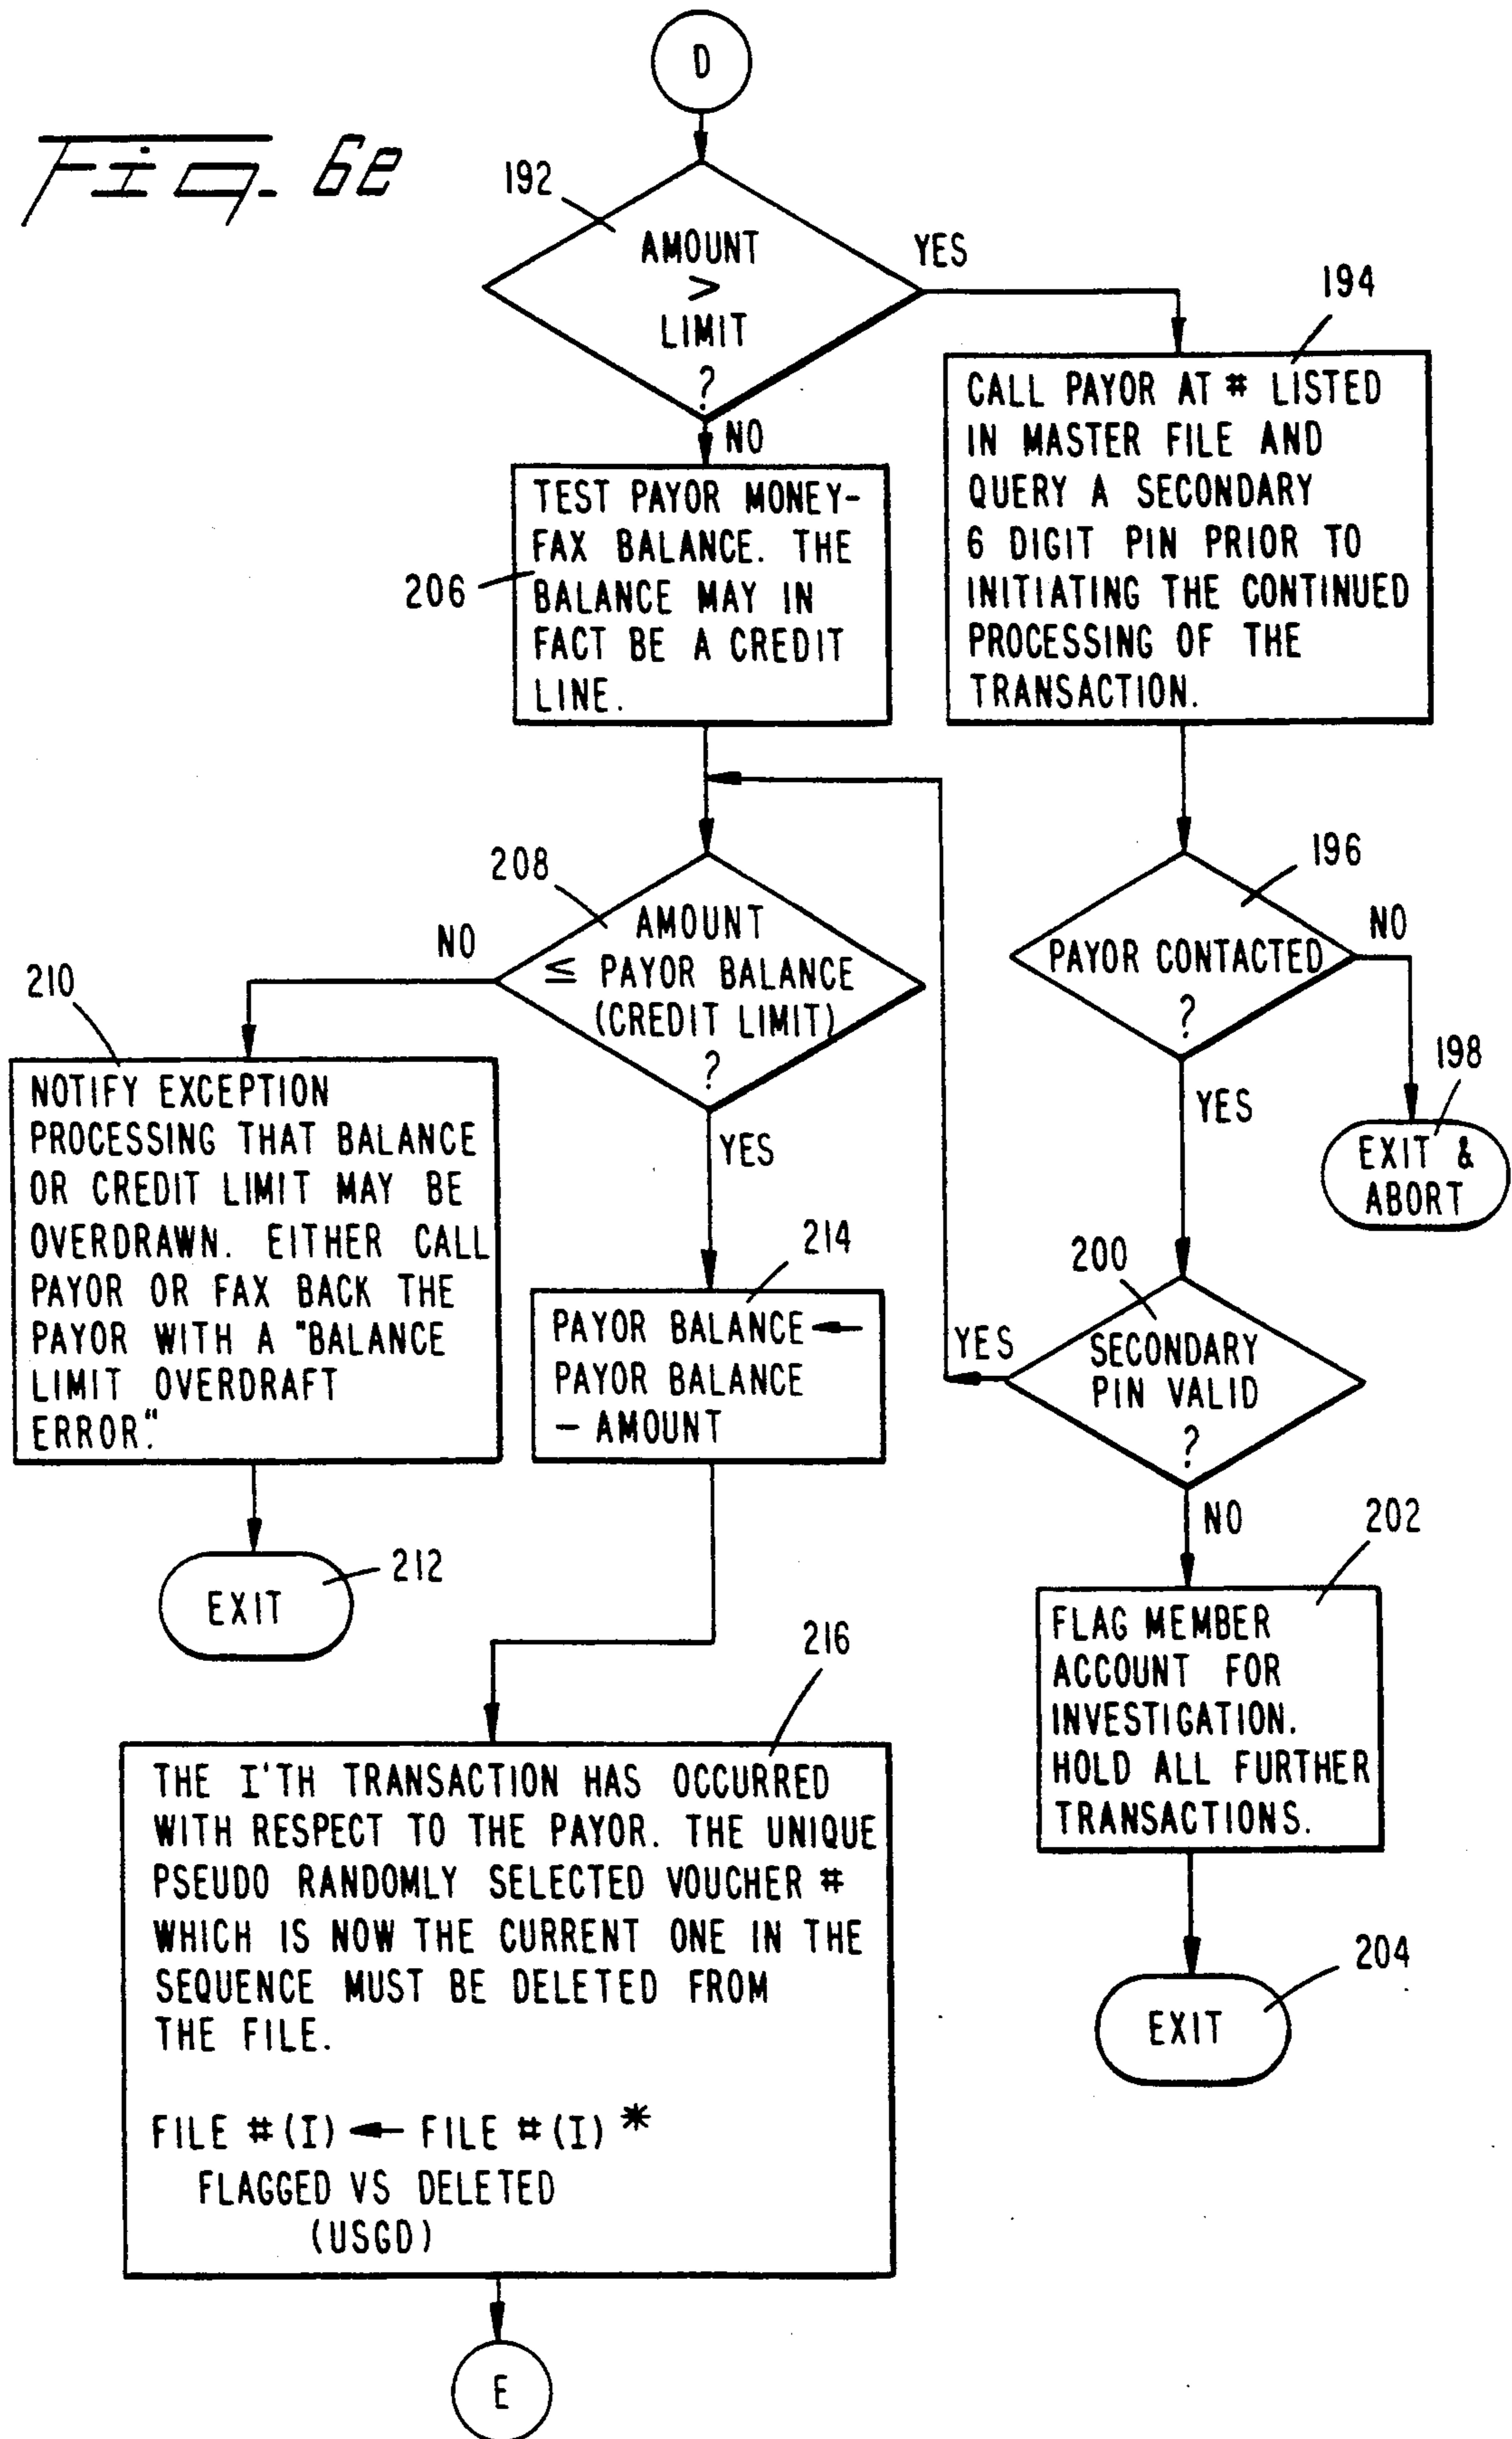 D
Fig. 6e
192
AMOUNT
>
LIMIT
?
YES
NO
194
CALL PAYOR AT # LISTED
IN MASTER FILE AND
QUERY A SECONDARY
6 DIGIT PIN PRIOR TO
INITIATING THE CONTINUED
PROCESSING OF THE
TRANSACTION.
206
TEST PAYOR MONEY-
FAX BALANCE. THE
BALANCE MAY IN
FACT BE A CREDIT
LINE.
208
AMOUNT
≤ PAYOR BALANCE
(CREDIT LIMIT)
?
NO
YES
196
PAYOR CONTACTED
?
NO
YES
198
EXIT &
ABORT
210
NOTIFY EXCEPTION
PROCESSING THAT BALANCE
OR CREDIT LIMIT MAY BE
OVERDRAWN. EITHER CALL
PAYOR OR FAX BACK THE
PAYOR WITH A "BALANCE
LIMIT OVERDRAFT
ERROR."
212
EXIT
214
PAYOR BALANCE ←
PAYOR BALANCE
– AMOUNT
200
SECONDARY
PIN VALID
?
YES
NO
202
FLAG MEMBER
ACCOUNT FOR
INVESTIGATION.
HOLD ALL FURTHER
TRANSACTIONS.
204
EXIT
216
THE I'TH TRANSACTION HAS OCCURRED
WITH RESPECT TO THE PAYOR. THE UNIQUE
PSEUDO RANDOMLY SELECTED VOUCHER #
WHICH IS NOW THE CURRENT ONE IN THE
SEQUENCE MUST BE DELETED FROM
THE FILE.
FILE #(I) ← FILE #(I) *
FLAGGED VS DELETED
(USGD)
E